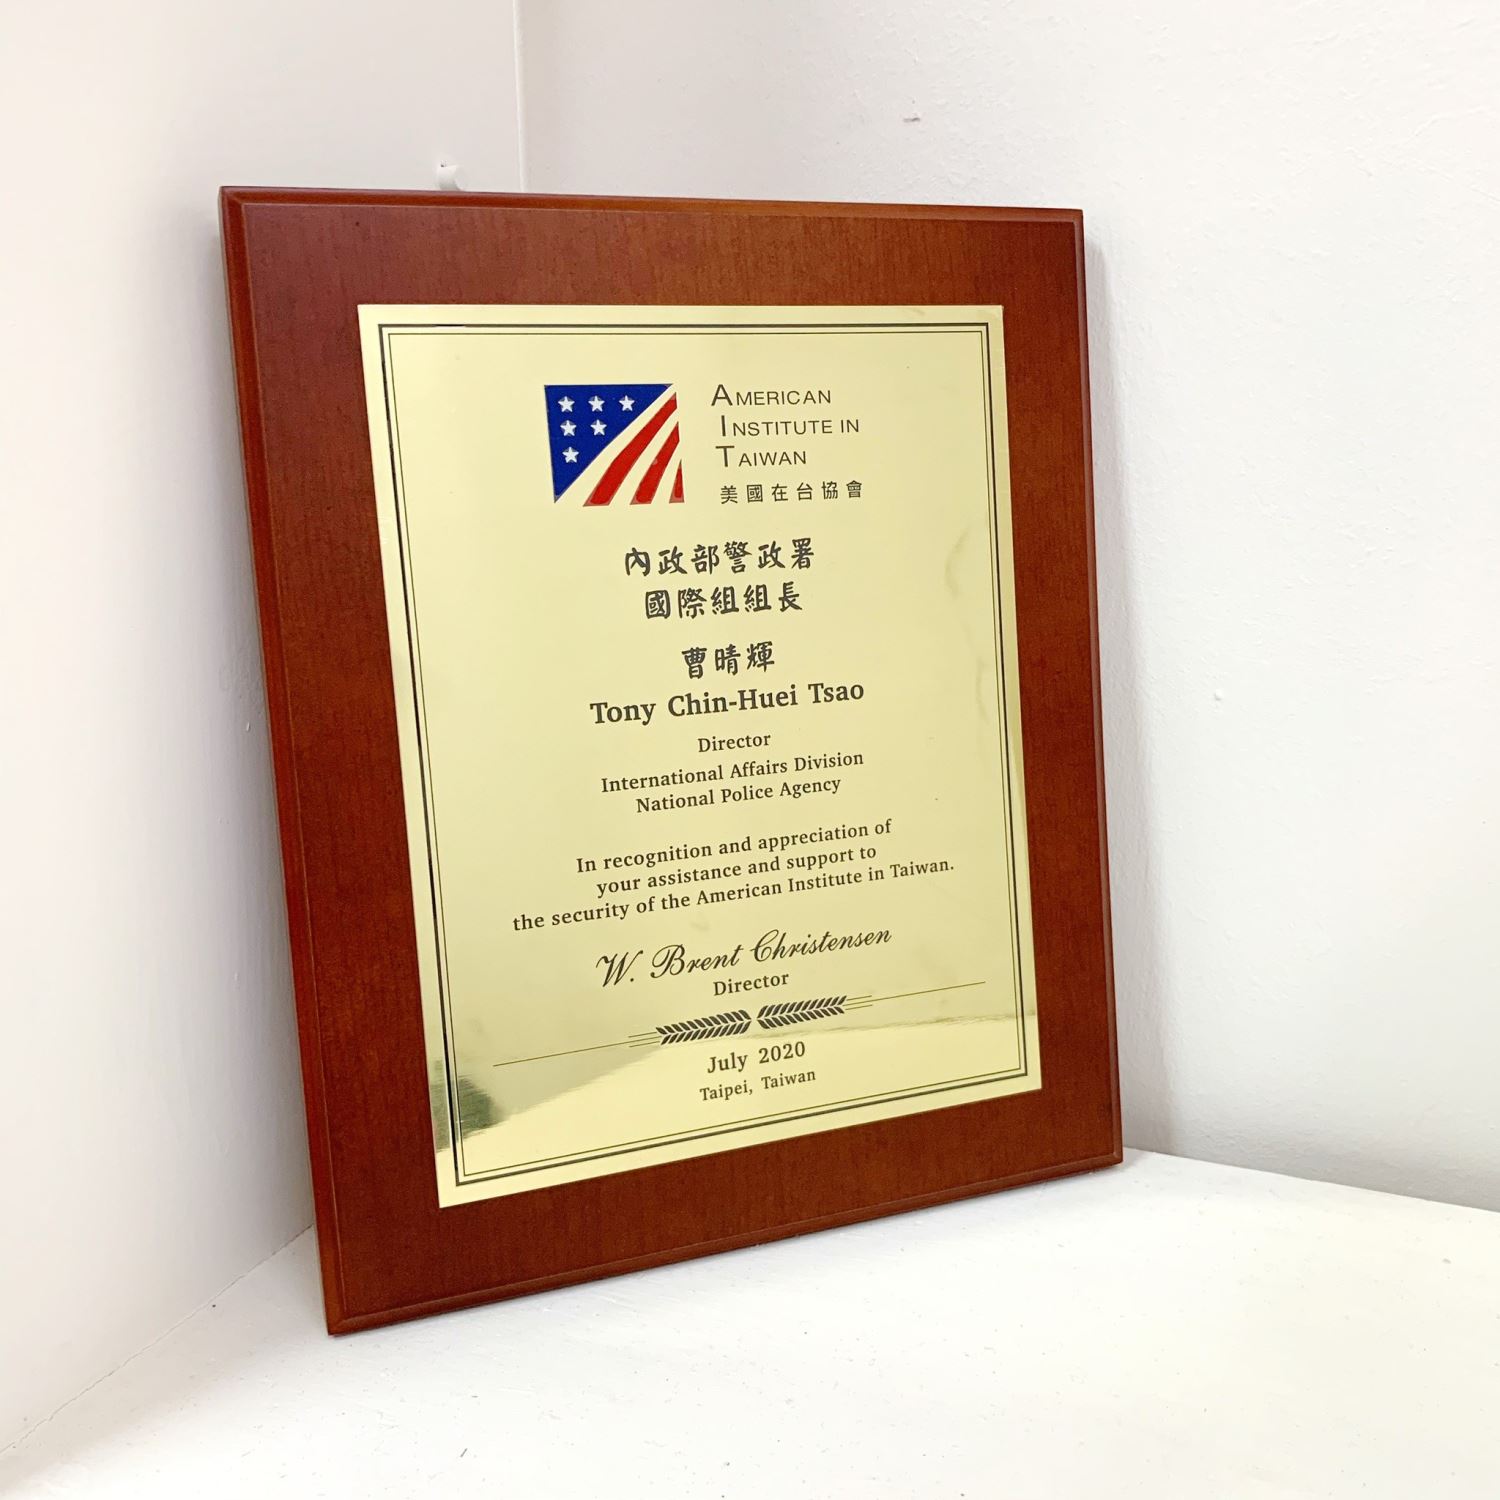 AMERICAN
INSTITUTE IN
TAIWAN
美國在台協會
內政部警政署
國際組組長
曹晴輝
Tony Chin-Huei Tsao
Director
International Affairs Division
National Police Agency
In recognition and appreciation of
your assistance and support to
the security of the American Institute in Taiwan.
W. Brent Christensen
Director
July 2020
Taipei, Taiwan